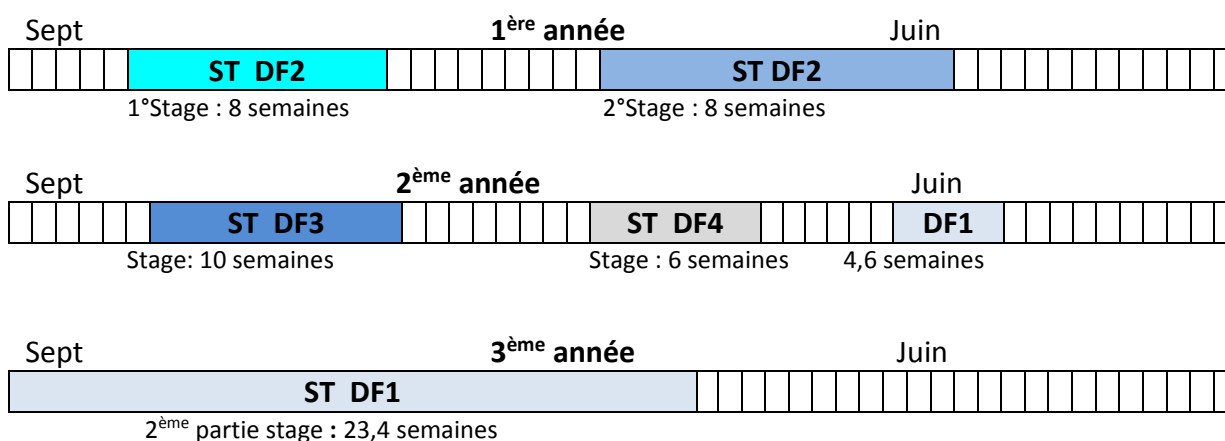 Sept 1ère année Juin
ST DF2 ST DF2
1°Stage : 8 semaines 2°Stage : 8 semaines
Sept 2ème année Juin
ST DF3 ST DF4 DF1
Stage: 10 semaines Stage : 6 semaines 4,6 semaines
Sept 3ème année Juin
ST DF1
2ème partie stage : 23,4 semaines